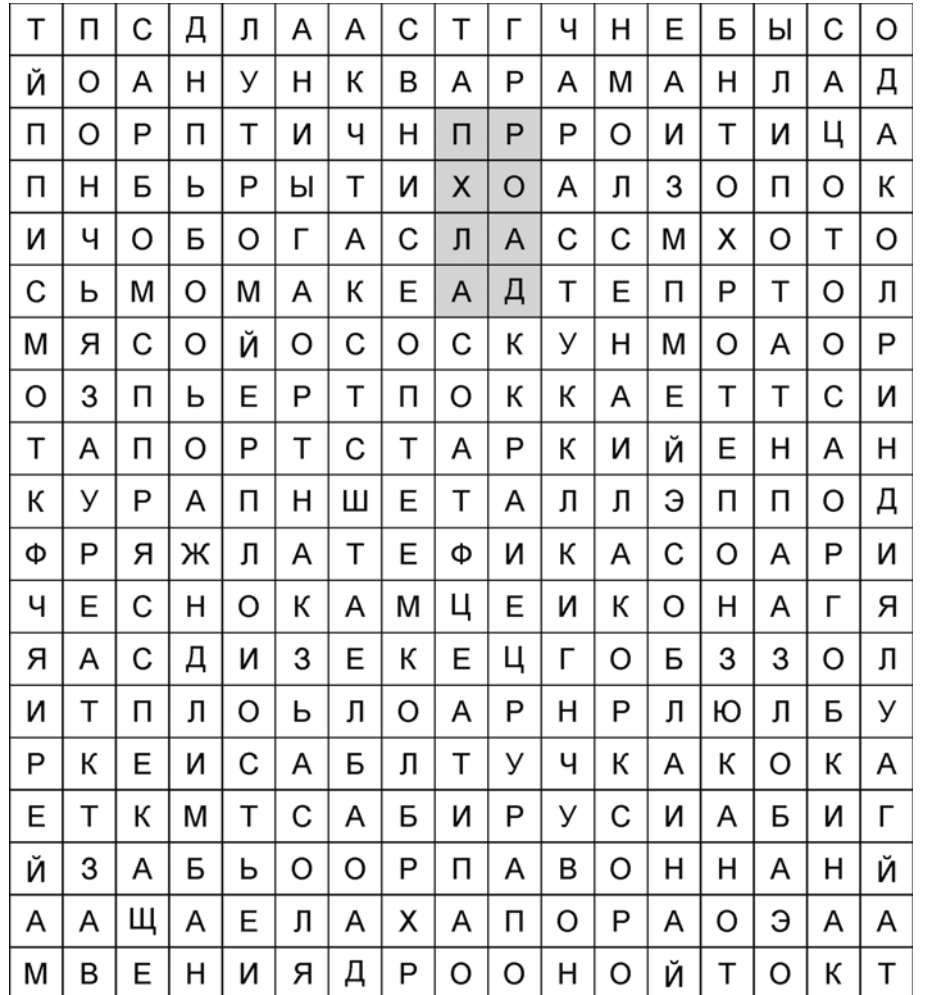 Т П С Д Л А А С Т Г Ч Н Е Б Ы С О
Й О А Н У Н К В А Р А М А Н Л А Д
П О Р П Т И Ч Н П Р Р О И Т И Ц А
П Н Б Ь Р Ы Т И Х О А Л З О П О К
И Ч О Б О Г А С Л А С С М Х О Т О
С Ь М О М А К Е А Д Т Е П Р Т О Л
М Я С О Й О С О С К У Н М О А О Р
О З П Ь Е Р Т П О К К А Е Т Т С И
Т А П О Р Т С Т А Р К И Й Е Н А Н
К У Р А П Н Ш Е Т А Л Л Э П П О Д
Ф Р Я Ж Л А Т Е Ф И К А С О А Р И
Ч Е С Н О К А М Ц Е И К О Н А Г Я
Я А С Д И З Е К Е Ц Г О Б З З О Л
И Т П Л О Ь Л О А Р Н Р Л Ю Л Б У
Р К Е И С А Б Л Т У Ч К А К О К А
Е Т К М Т С А Б И Р У С И А Б И Г
Й З А Б Ь О О Р П А В О Н Н А Н Й
А А Щ А Е Л А Х А П О Р А О Э А А
М В Е Н И Я Д Р О О Н О Й Т О К Т